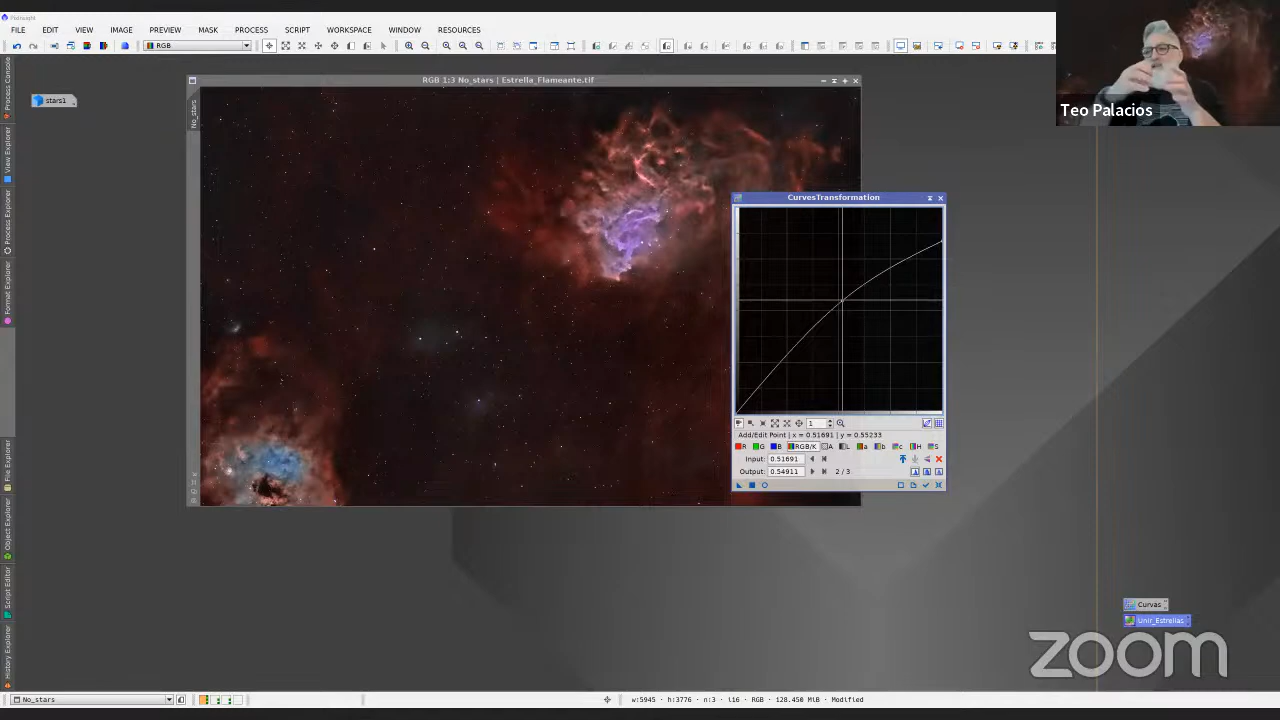 PixInsight
FILE EDIT VIEW IMAGE PREVIEW PROCESS MASK SCRIPT WORKSPACE WINDOW RESOURCES
RGB
Teo Palacios
Process Console
View Explorer
Process Explorer
Format Explorer
File Explorer
Object Explorer
Script Editor
History Explorer
stars1
RGB 1:3 No_stars | Estrella_Flameante.tif
No_stars
CurvesTransformation
1
Add/Edit Point | x = 0.51691 | y = 0.55233
R G B RGB/K A L a b c H S
Input: 0.51691
Output: 0.54911 2 / 3
Curvas
Unir_Estrellas
zoom
No_stars
w:5945 · h:3776 · n:3 · i16 · RGB · 128.450 MiB · Modified